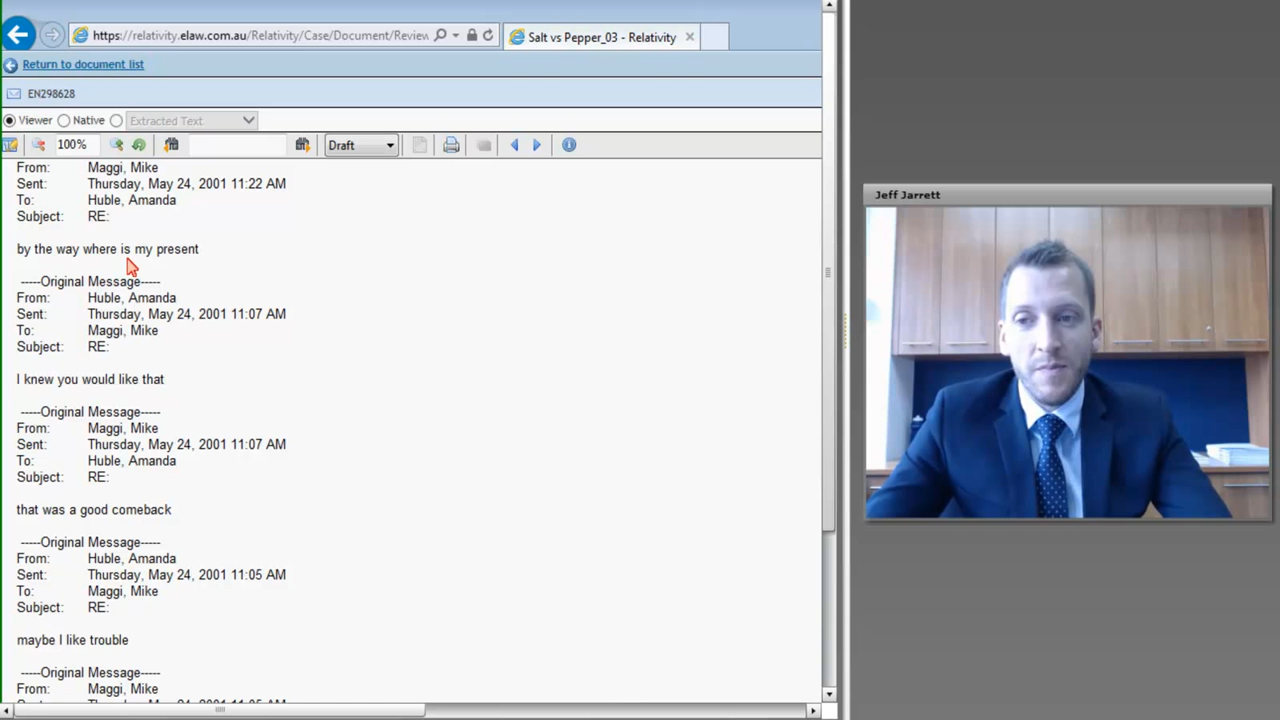 https://relativity.elaw.com.au/Relativity/Case/Document/Review
Salt vs Pepper_03 - Relativity
Return to document list
EN298628
Viewer Native Extracted Text
100% Draft
From: Maggi, Mike
Sent: Thursday, May 24, 2001 11:22 AM
To: Huble, Amanda
Subject: RE:
by the way where is my present
-----Original Message-----
From: Huble, Amanda
Sent: Thursday, May 24, 2001 11:07 AM
To: Maggi, Mike
Subject: RE:
I knew you would like that
-----Original Message-----
From: Maggi, Mike
Sent: Thursday, May 24, 2001 11:07 AM
To: Huble, Amanda
Subject: RE:
that was a good comeback
-----Original Message-----
From: Huble, Amanda
Sent: Thursday, May 24, 2001 11:05 AM
To: Maggi, Mike
Subject: RE:
maybe I like trouble
-----Original Message-----
From: Maggi, Mike
Jeff Jarrett